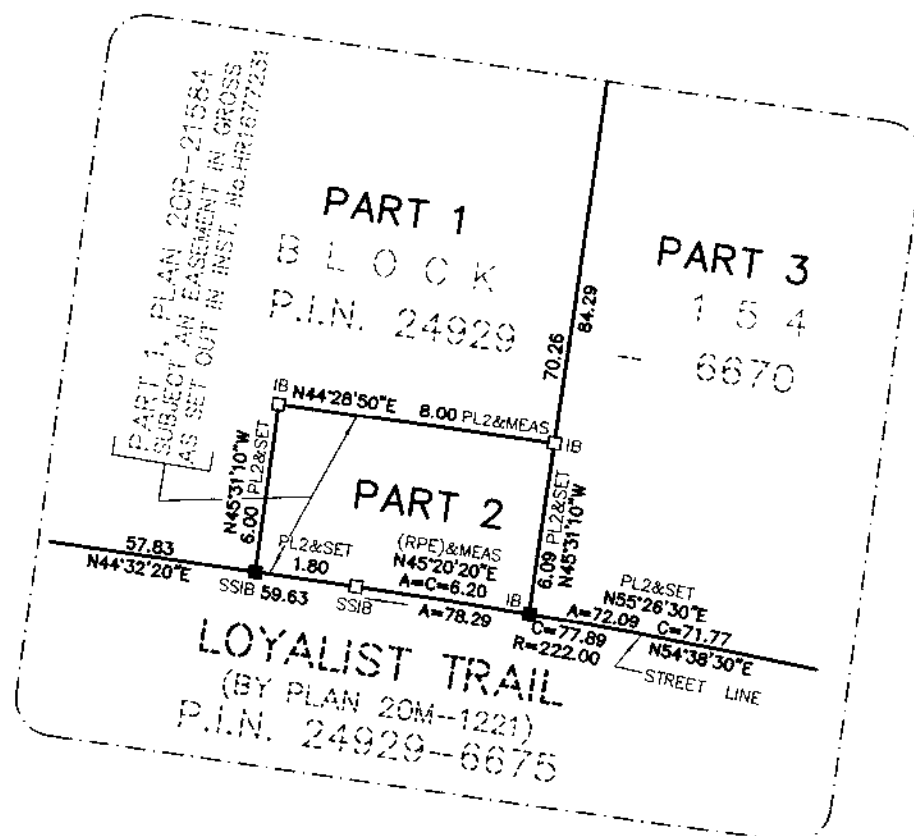 PART 1, PLAN 20R-21584
SUBJECT AN EASEMENT IN GROSS
AS SET OUT IN INST. No.HR1677231
PART 1
BLOCK
P.I.N. 24929
PART 3
154
- 6670
70.26
84.29
IB
N44°28'50"E
8.00 PL2&MEAS
IB
N45°31'10"W
6.00 PL2&SET
PART 2
6.09 PL2&SET
N45°31'10"W
57.83
N44°32'20"E
PL2&SET
1.80
(RPE)&MEAS
N45°20'20"E
A=C=6.20
SSIB
59.63
SSIB
A=78.29
IB
PL2&SET
N55°26'30"E
A=72.09 C=71.77
C=77.89
R=222.00
N54°38'30"E
STREET LINE
LOYALIST TRAIL
(BY PLAN 20M-1221)
P.I.N. 24929-6675